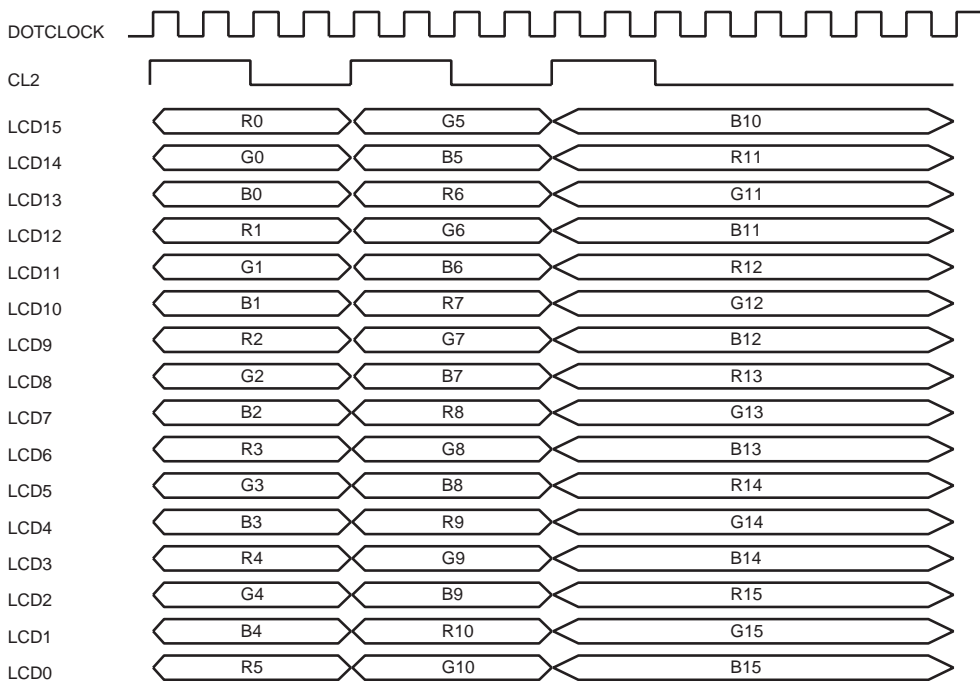 DOTCLOCK
CL2
LCD15 R0 G5 B10
LCD14 G0 B5 R11
LCD13 B0 R6 G11
LCD12 R1 G6 B11
LCD11 G1 B6 R12
LCD10 B1 R7 G12
LCD9 R2 G7 B12
LCD8 G2 B7 R13
LCD7 B2 R8 G13
LCD6 R3 G8 B13
LCD5 G3 B8 R14
LCD4 B3 R9 G14
LCD3 R4 G9 B14
LCD2 G4 B9 R15
LCD1 B4 R10 G15
LCD0 R5 G10 B15